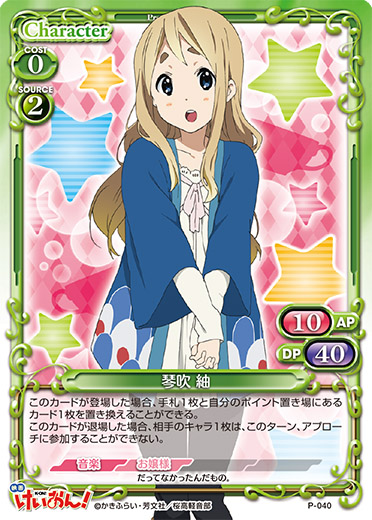 Character
COST
0
SOURCE
2
10 AP
DP 40
琴吹 紬
このカードが登場した場合、手札1枚と自分のポイント置き場にある
カード1枚を置き換えることができる。
このカードが退場した場合、相手のキャラ1枚は、このターン、アプロー
チに参加することができない。
音楽 お嬢様
だってなかったんだもの。
映画
けいおん!
K-ON!
©かきふらい・芳文社/桜高軽音部
P-040